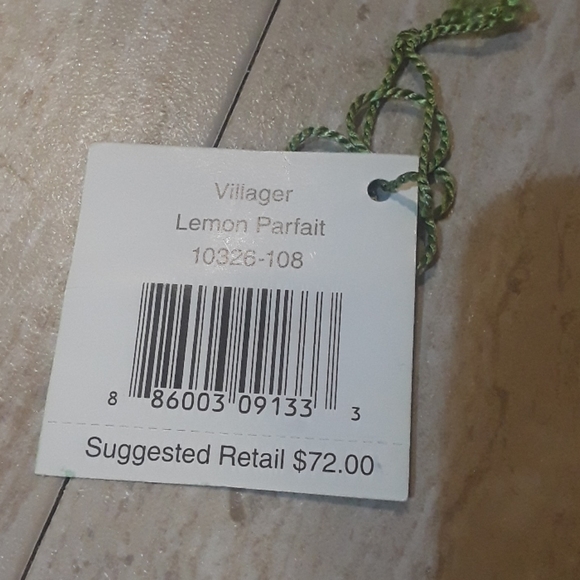 Villager
Lemon Parfait
10326-108
8 86003 09133 3
Suggested Retail $72.00